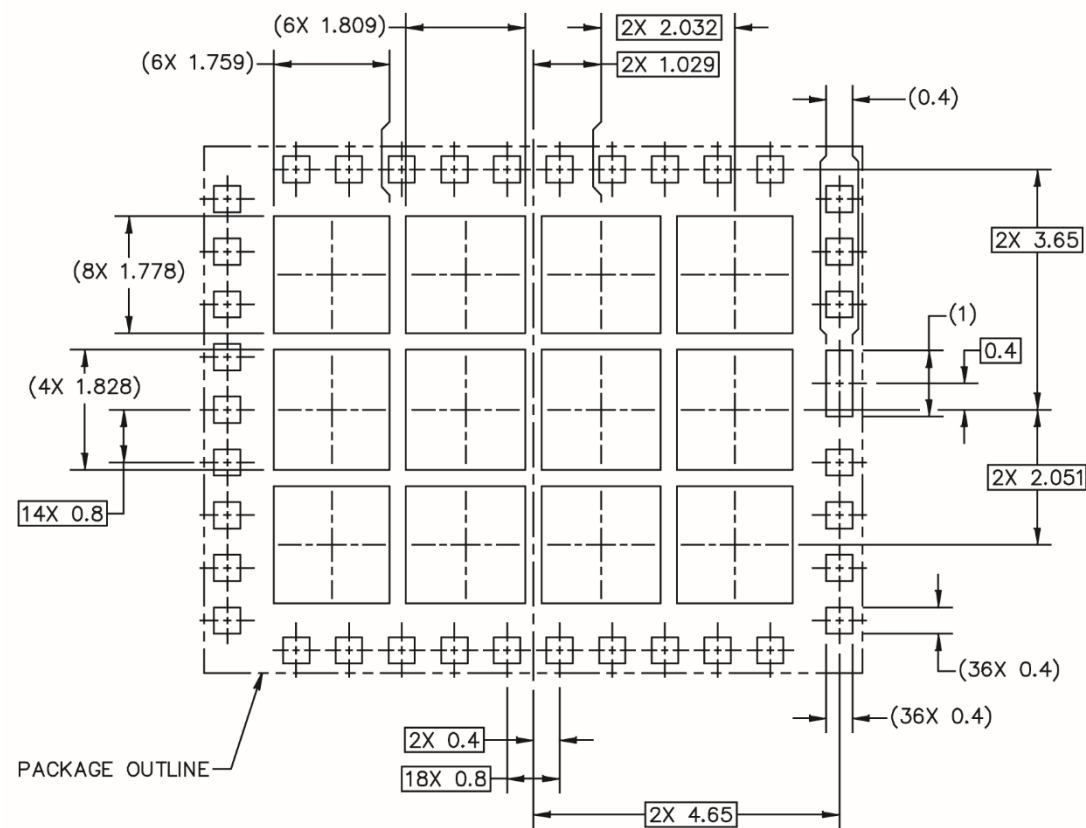 (6X 1.809)
2X 2.032
(6X 1.759)
2X 1.029
(0.4)
2X 3.65
(8X 1.778)
(1)
0.4
(4X 1.828)
2X 2.051
14X 0.8
(36X 0.4)
(36X 0.4)
2X 0.4
PACKAGE OUTLINE
18X 0.8
2X 4.65